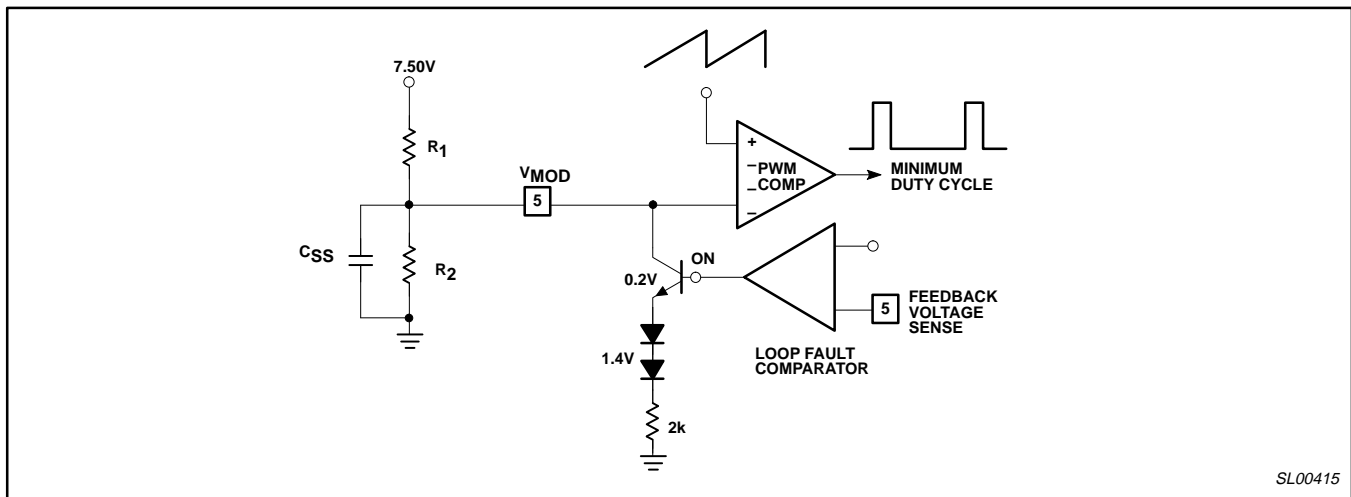 7.50V
R1
VMOD
5
CSS
R2
+
–
PWM
COMP
–
–
MINIMUM
DUTY CYCLE
ON
0.2V
5
FEEDBACK
VOLTAGE
SENSE
LOOP FAULT
COMPARATOR
1.4V
2k
SL00415